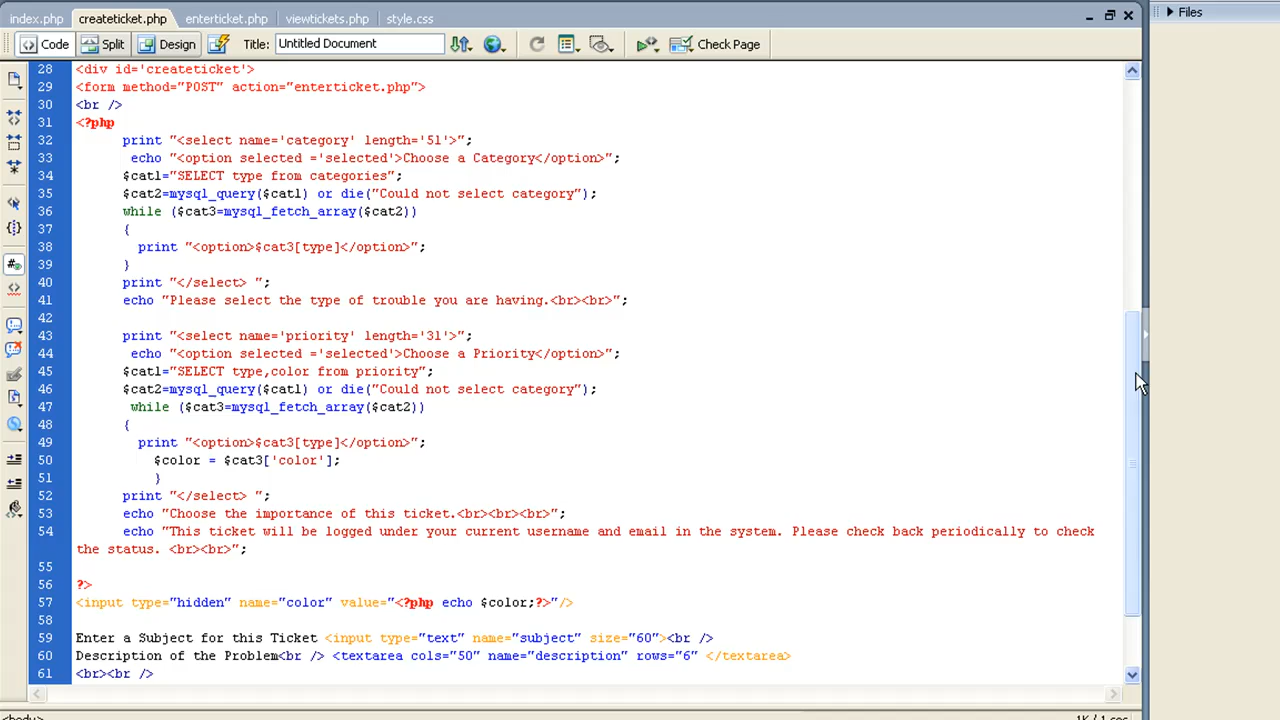 index.php createticket.php enterticket.php viewtickets.php style.css
Files
Code Split Design Title: Untitled Document Check Page
28 <div id='createticket'>
29 <form method="POST" action="enterticket.php">
30 <br />
31 <?php
32 print "<select name='category' length='51'>";
33 echo "<option selected ='selected'>Choose a Category</option>";
34 $cat1="SELECT type from categories";
35 $cat2=mysql_query($cat1) or die("Could not select category");
36 while ($cat3=mysql_fetch_array($cat2))
37 {
38 print "<option>$cat3[type]</option>";
39 }
40 print "</select> ";
41 echo "Please select the type of trouble you are having.<br><br>";
42
43 print "<select name='priority' length='31'>";
44 echo "<option selected ='selected'>Choose a Priority</option>";
45 $cat1="SELECT type,color from priority";
46 $cat2=mysql_query($cat1) or die("Could not select category");
47 while ($cat3=mysql_fetch_array($cat2))
48 {
49 print "<option>$cat3[type]</option>";
50 $color = $cat3['color'];
51 }
52 print "</select> ";
53 echo "Choose the importance of this ticket.<br><br><br>";
54 echo "This ticket will be logged under your current username and email in the system. Please check back periodically to check
the status. <br><br>";
55
56 ?>
57 <input type="hidden" name="color" value="<?php echo $color;?>"/>
58
59 Enter a Subject for this Ticket <input type="text" name="subject" size="60"><br />
60 Description of the Problem<br /> <textarea cols="50" name="description" rows="6" </textarea>
61 <br><br />